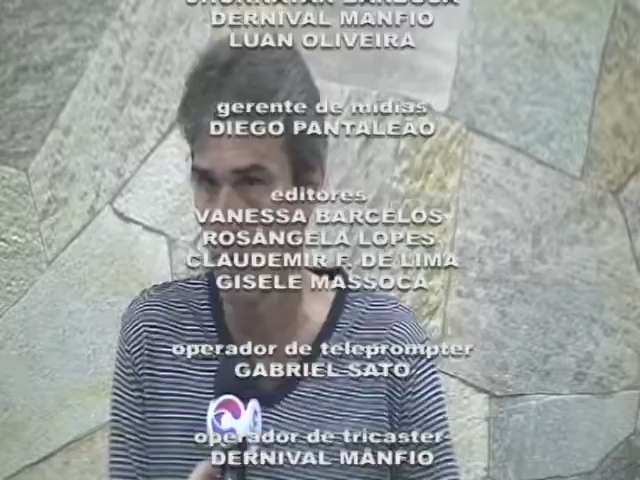 DERNIVAL MANFIO
LUAN OLIVEIRA
gerente de mídias
DIEGO PANTALEÃO
editores
VANESSA BARCELOS
ROSÂNGELA LOPES
CLAUDEMIR F. DE LIMA
GISELE MASSOCA
operador de teleprompter
GABRIEL SATO
operador de tricaster
DERNIVAL MANFIO